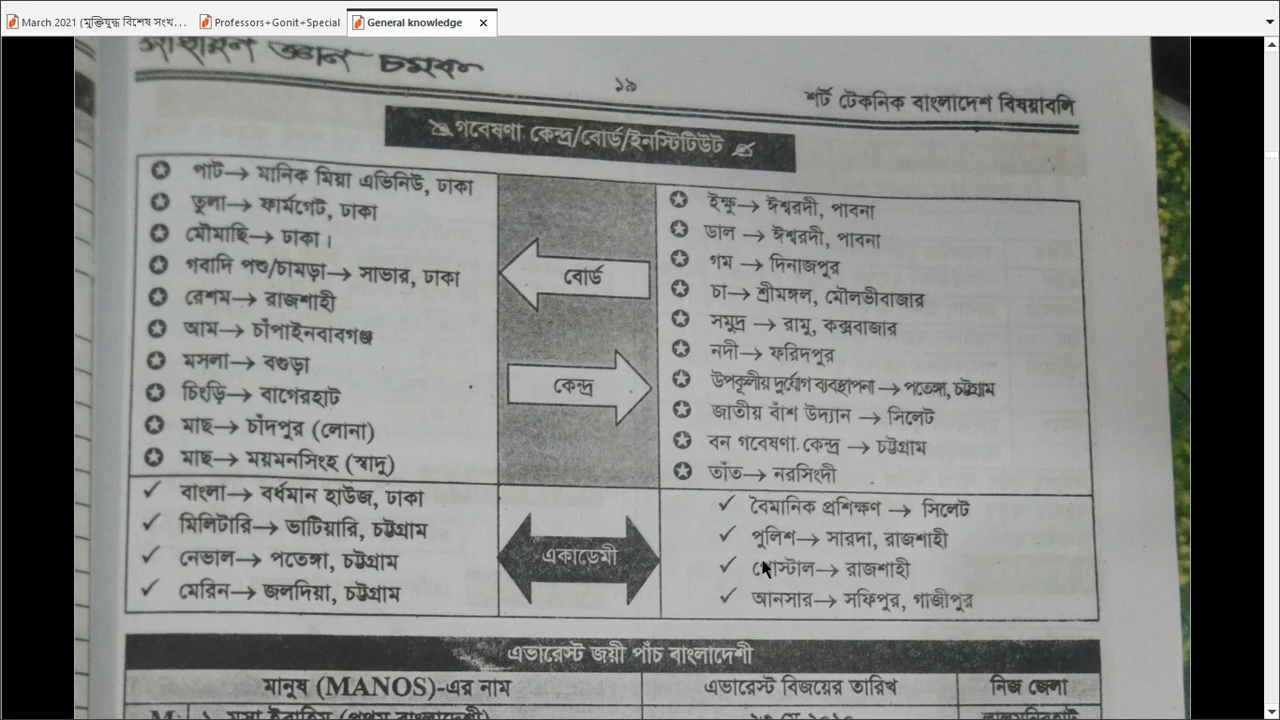 March 2021 (মুক্তিযুদ্ধ বিশেষ সংখ...
Professors+Gonit+Special
General knowledge
সাধারন জ্ঞান
১৯
শর্ট টেকনিক বাংলাদেশ বিষয়াবলি
গবেষণা কেন্দ্র/বোর্ড/ইনস্টিটিউট
পাট→ মানিক মিয়া এভিনিউ, ঢাকা
তুলা→ ফার্মগেট, ঢাকা
মৌমাছি→ ঢাকা।
গবাদি পশু/চামড়া→ সাভার, ঢাকা
রেশম→ রাজশাহী
আম→ চাঁপাইনবাবগঞ্জ
মসলা→ বগুড়া
চিংড়ি→ বাগেরহাট
মাছ→ চাঁদপুর (লোনা)
মাছ→ ময়মনসিংহ (স্বাদু)
বোর্ড
কেন্দ্র
ইক্ষু→ ঈশ্বরদী, পাবনা
ডাল → ঈশ্বরদী, পাবনা
গম → দিনাজপুর
চা→ শ্রীমঙ্গল, মৌলভীবাজার
সমুদ্র → রামু, কক্সবাজার
নদী→ ফরিদপুর
উপকূলীয় দুর্যোগ ব্যবস্থাপনা → পতেঙ্গা, চট্টগ্রাম
জাতীয় বাঁশ উদ্যান → সিলেট
বন গবেষণা কেন্দ্র → চট্টগ্রাম
তাঁত→ নরসিংদী
বাংলা→ বর্ধমান হাউজ, ঢাকা
মিলিটারি→ ভাটিয়ারি, চট্টগ্রাম
নেভাল→ পতেঙ্গা, চট্টগ্রাম
মেরিন→ জলদিয়া, চট্টগ্রাম
একাডেমী
বৈমানিক প্রশিক্ষণ → সিলেট
পুলিশ→ সারদা, রাজশাহী
পোস্টাল→ রাজশাহী
আনসার→ সফিপুর, গাজীপুর
এভারেস্ট জয়ী পাঁচ বাংলাদেশী
মানুষ (MANOS)-এর নাম
এভারেস্ট বিজয়ের তারিখ
নিজ জেলা